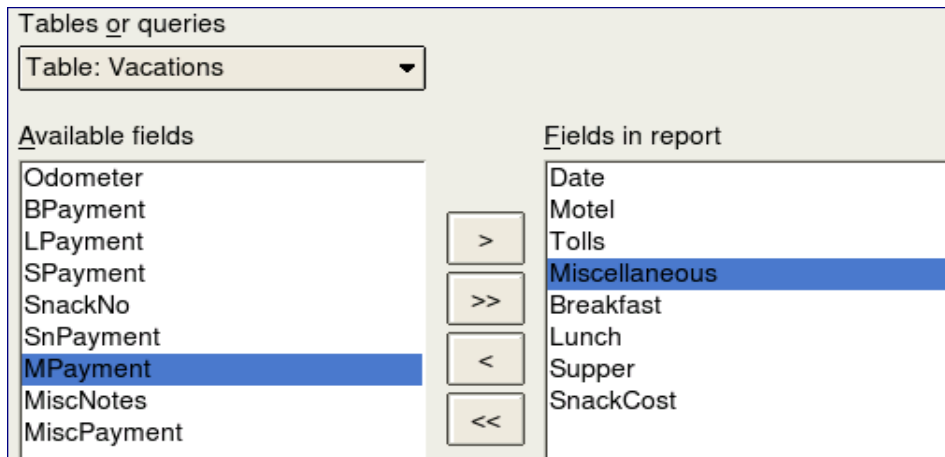 Tables or queries
Table: Vacations
Available fields
Odometer
BPayment
LPayment
SPayment
SnackNo
SnPayment
MPayment
MiscNotes
MiscPayment
>
>>
<
<<
Fields in report
Date
Motel
Tolls
Miscellaneous
Breakfast
Lunch
Supper
SnackCost